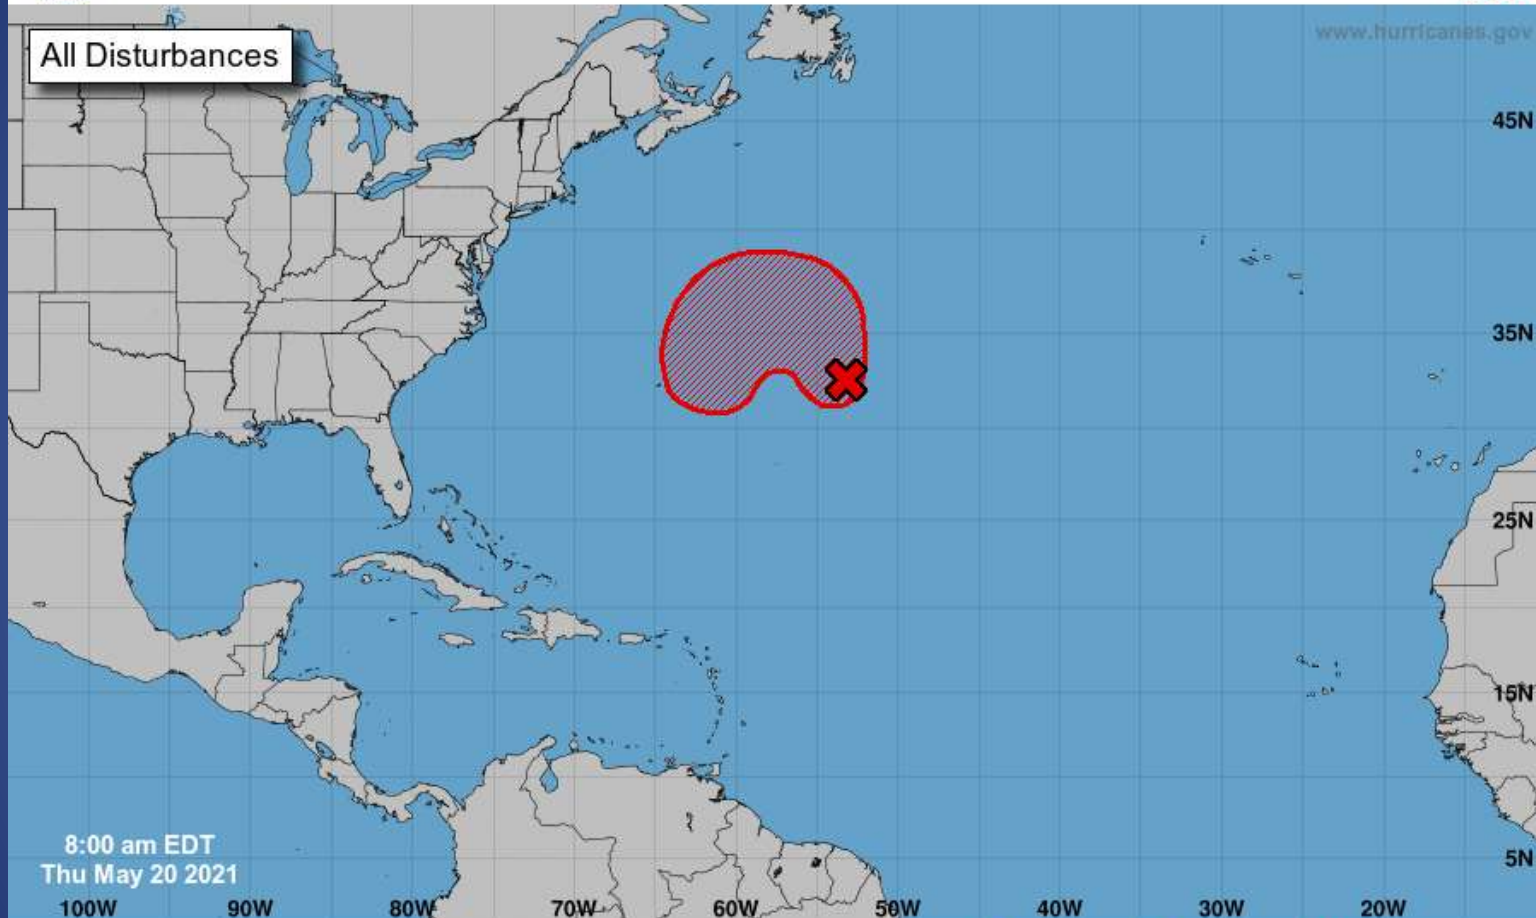 www.hurricanes.gov
All Disturbances
45N
35N
25N
15N
5N
8:00 am EDT
Thu May 20 2021
100W 90W 80W 70W 60W 50W 40W 30W 20W